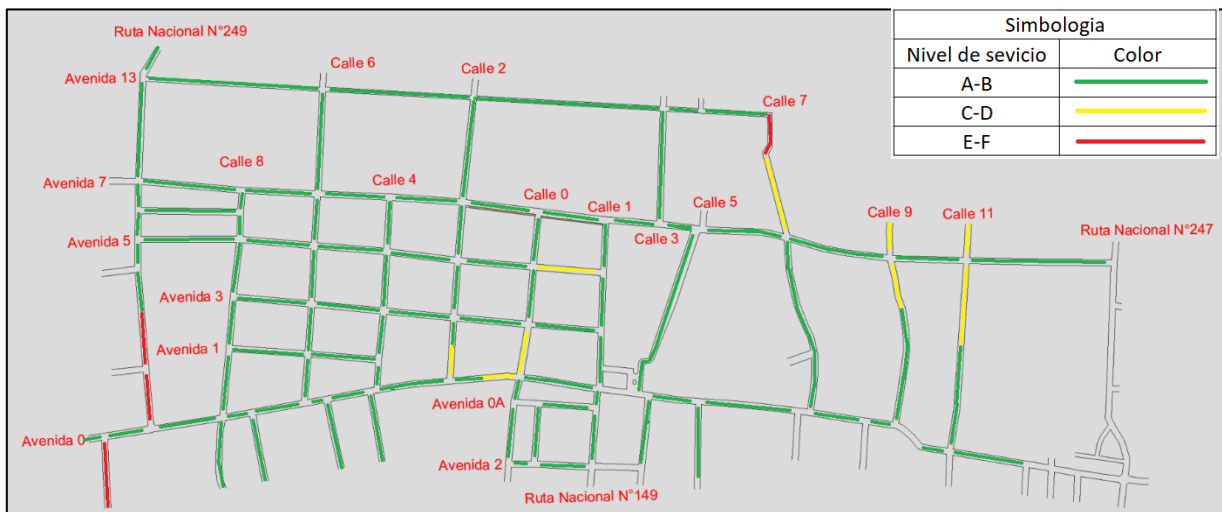 Simbologia
Nivel de sevicio Color
A-B
C-D
E-F
Ruta Nacional N°249
Avenida 13
Calle 6
Calle 2
Calle 7
Calle 8
Avenida 7
Calle 4
Calle 0
Calle 1
Calle 5
Calle 9
Calle 11
Ruta Nacional N°247
Avenida 5
Calle 3
Avenida 3
Avenida 1
Avenida 0A
Avenida 0
Avenida 2
Ruta Nacional N°149